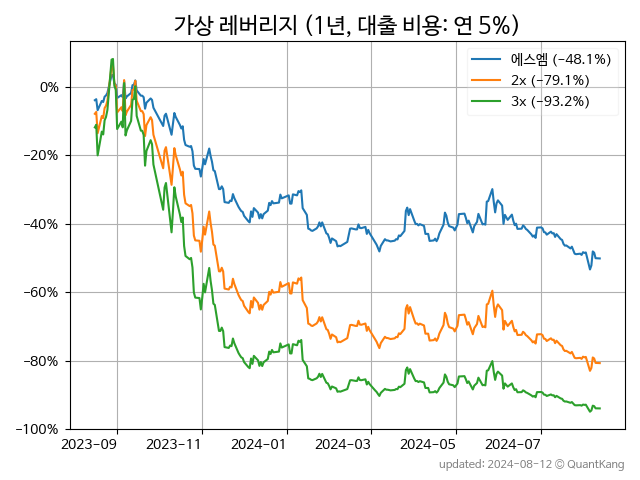 가상 레버리지 (1년, 대출 비용: 연 5%)
에스엠 (−48.1%)
2x (−79.1%)
3x (−93.2%)
0%
−20%
−40%
−60%
−80%
−100%
2023-09 2023-11 2024-01 2024-03 2024-05 2024-07
updated: 2024-08-12 © QuantKang